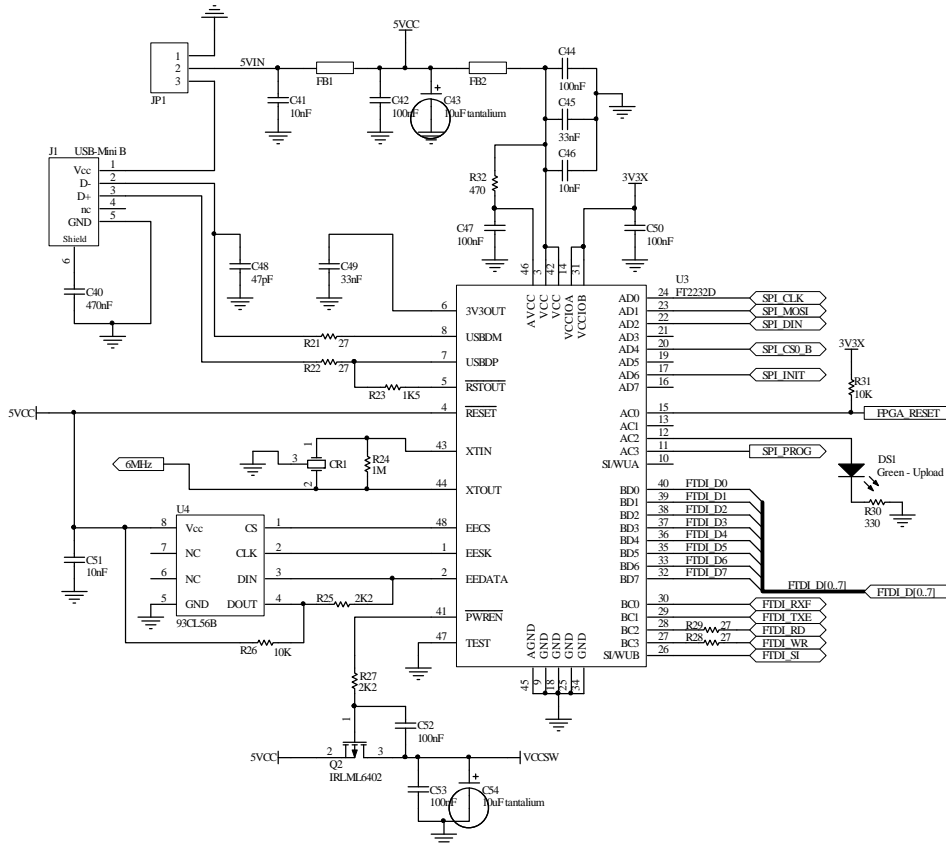 5VCC
C44
100nF
1
2
3
JP1
5VIN
FB1
FB2
C41
10nF
C42
100nF
C43
10uF tantalium
C45
33nF
C46
10nF
J1
USB-Mini B
Vcc
D-
D+
nc
GND
Shield
1
2
3
4
5
6
R32
470
3V3X
C47
100nF
C50
100nF
C40
470nF
C48
47pF
C49
33nF
46
3
42
14
31
AVCC
VCC
VCC
VCCIOA
VCCIOB
U3
FT2232D
6
3V3OUT
8
USBDM
7
USBDP
5
RSTOUT
4
RESET
43
XTIN
44
XTOUT
48
EECS
1
EESK
2
EEDATA
41
PWREN
47
TEST
R21
27
R22
27
R23
1K5
5VCC
6MHz
1
3
2
CR1
R24
1M
AD0
24
SPI_CLK
AD1
23
SPI_MOSI
AD2
22
SPI_DIN
AD3
21
AD4
20
SPI_CS0_B
AD5
19
AD6
17
SPI_INIT
AD7
16
3V3X
R31
10K
AC0
15
FPGA_RESET
AC1
13
AC2
12
AC3
11
SPI_PROG
SI/WUA
10
DS1
Green - Upload
R30
330
BD0
40
FTDI_D0
BD1
39
FTDI_D1
BD2
38
FTDI_D2
BD3
37
FTDI_D3
BD4
36
FTDI_D4
BD5
35
FTDI_D5
BD6
33
FTDI_D6
BD7
32
FTDI_D7
FTDI_D[0..7]
FTDI_D[0..7]
BC0
30
FTDI_RXF
BC1
29
FTDI_TXE
BC2
28
R29
27
FTDI_RD
BC3
27
R28
27
FTDI_WR
SI/WUB
26
FTDI_SI
U4
8
Vcc
CS
1
7
NC
CLK
2
6
NC
DIN
3
5
GND
DOUT
4
93CL56B
C51
10nF
R25
2K2
R26
10K
AGND
GND
GND
GND
GND
45
9
18
25
34
R27
2K2
1
C52
100nF
5VCC
2
3
VCCSW
Q2
IRLML6402
C53
100nF
C54
10uF tantalium